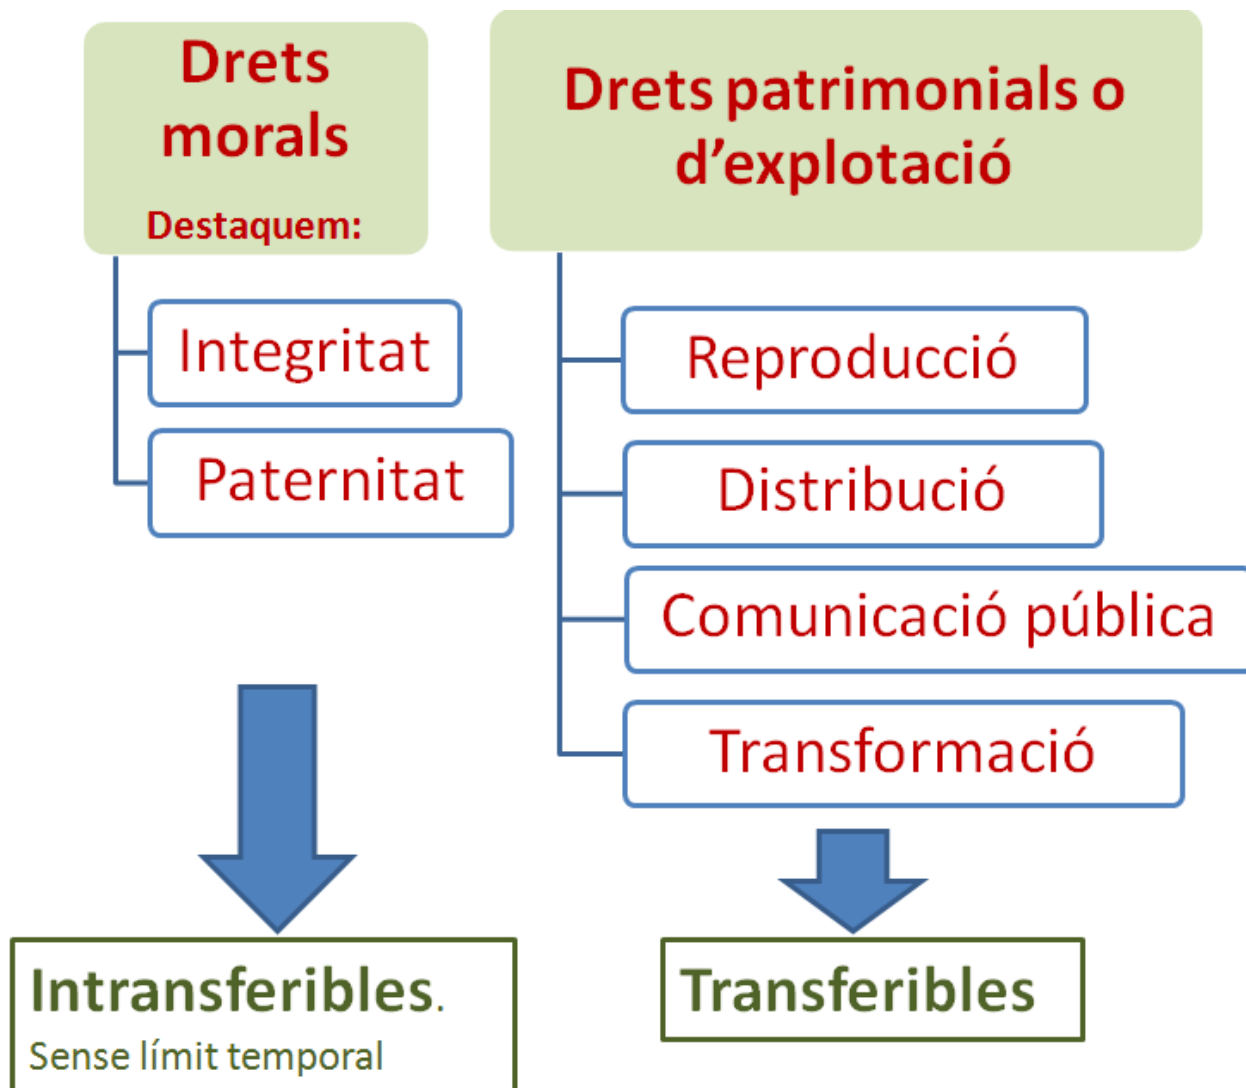 Drets
morals
Destaquem:
Integritat
Paternitat
Intransferibles.
Sense límit temporal
Drets patrimonials o
d’explotació
Reproducció
Distribució
Comunicació pública
Transformació
Transferibles